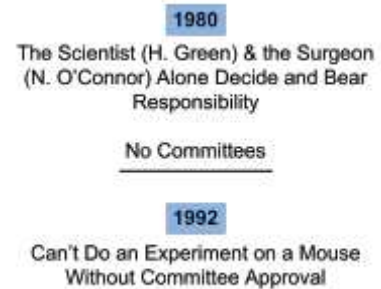 1980
The Scientist (H. Green) & the Surgeon
(N. O'Connor) Alone Decide and Bear
Responsibility
No Committees
1992
Can't Do an Experiment on a Mouse
Without Committee Approval